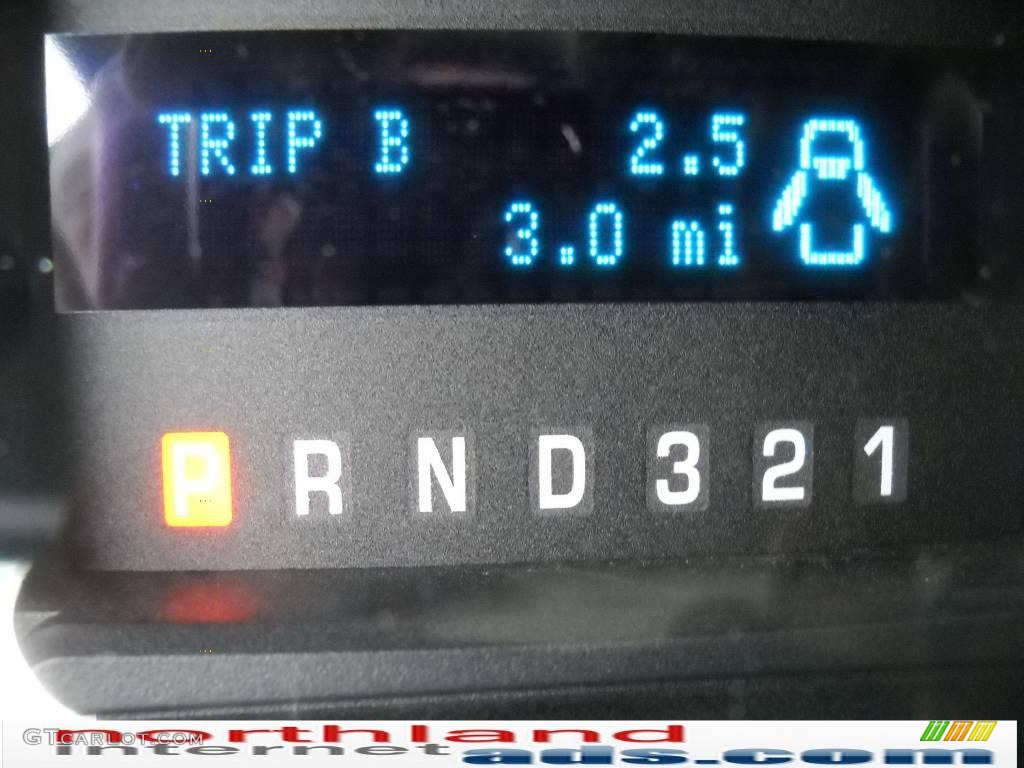 TRIP B 2.5
3.0 mi
P R N D 3 2 1
GTCARLOT.COM
northland
internet
ads.com